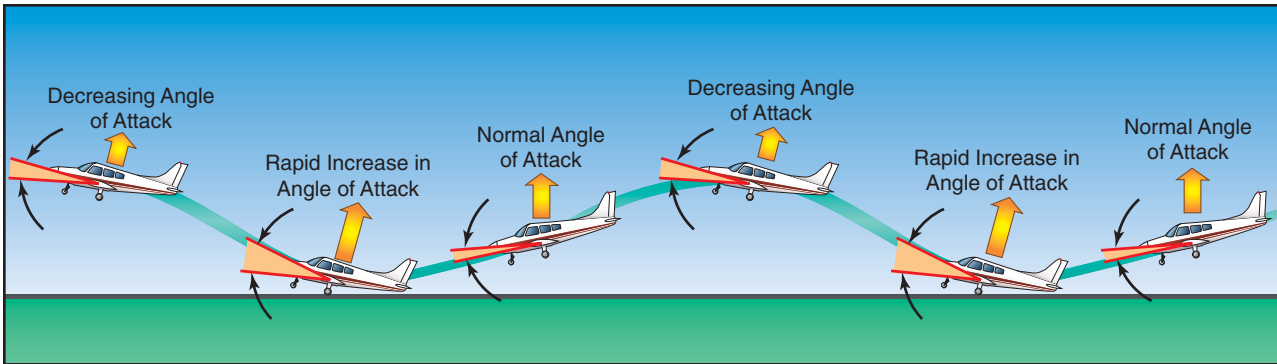 Decreasing Angle
of Attack
Rapid Increase in
Angle of Attack
Normal Angle
of Attack
Decreasing Angle
of Attack
Rapid Increase in
Angle of Attack
Normal Angle
of Attack